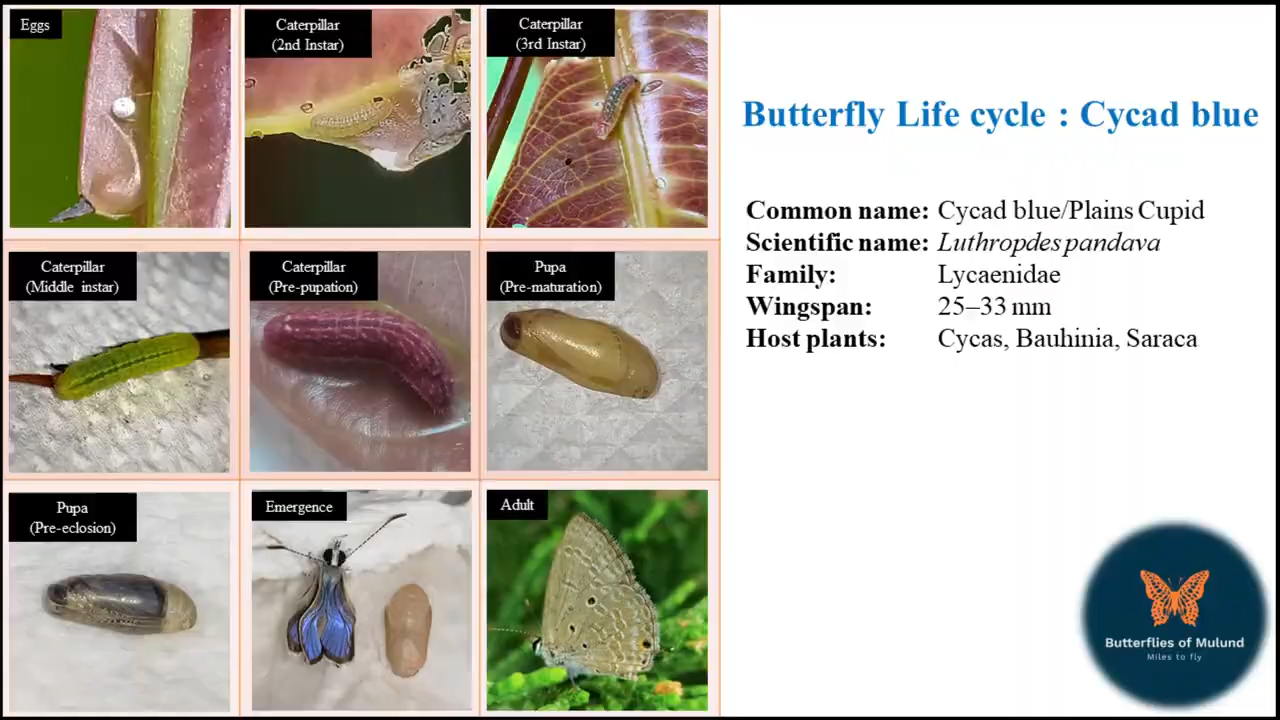 Eggs
Caterpillar
(2nd Instar)
Caterpillar
(3rd Instar)
Caterpillar
(Middle instar)
Caterpillar
(Pre-pupation)
Pupa
(Pre-maturation)
Pupa
(Pre-eclosion)
Emergence
Adult
Butterfly Life cycle : Cycad blue
Common name: Cycad blue/Plains Cupid
Scientific name: Luthropdes pandava
Family: Lycaenidae
Wingspan: 25–33 mm
Host plants: Cycas, Bauhinia, Saraca
Butterflies of Mulund
Miles to fly